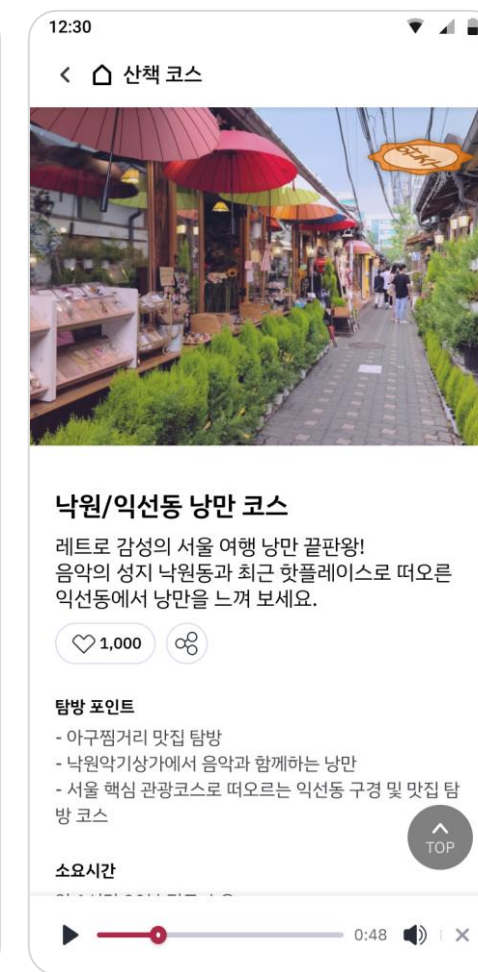 12:30
산책 코스
낙원/익선동 낭만 코스
레트로 감성의 서울 여행 낭만 끝판왕!
음악의 성지 낙원동과 최근 핫플레이스로 떠오른
익선동에서 낭만을 느껴 보세요.
1,000
탐방 포인트
- 아구찜거리 맛집 탐방
- 낙원악기상가에서 음악과 함께하는 낭만
- 서울 핵심 관광코스로 떠오르는 익선동 구경 및 맛집 탐
방 코스
TOP
소요시간
0:48